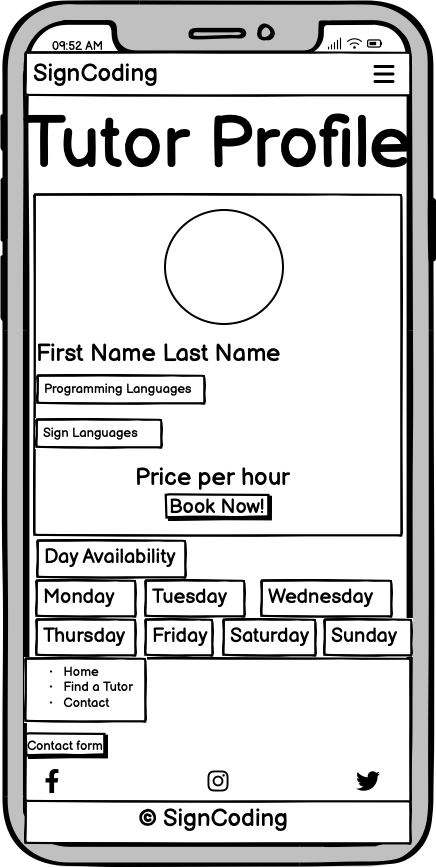 09:52 AM
SignCoding
Tutor Profile
First Name Last Name
Programming Languages
Sign Languages
Price per hour
Book Now!
Day Availability
Monday Tuesday Wednesday
Thursday Friday Saturday Sunday
· Home
· Find a Tutor
· Contact
Contact form
© SignCoding